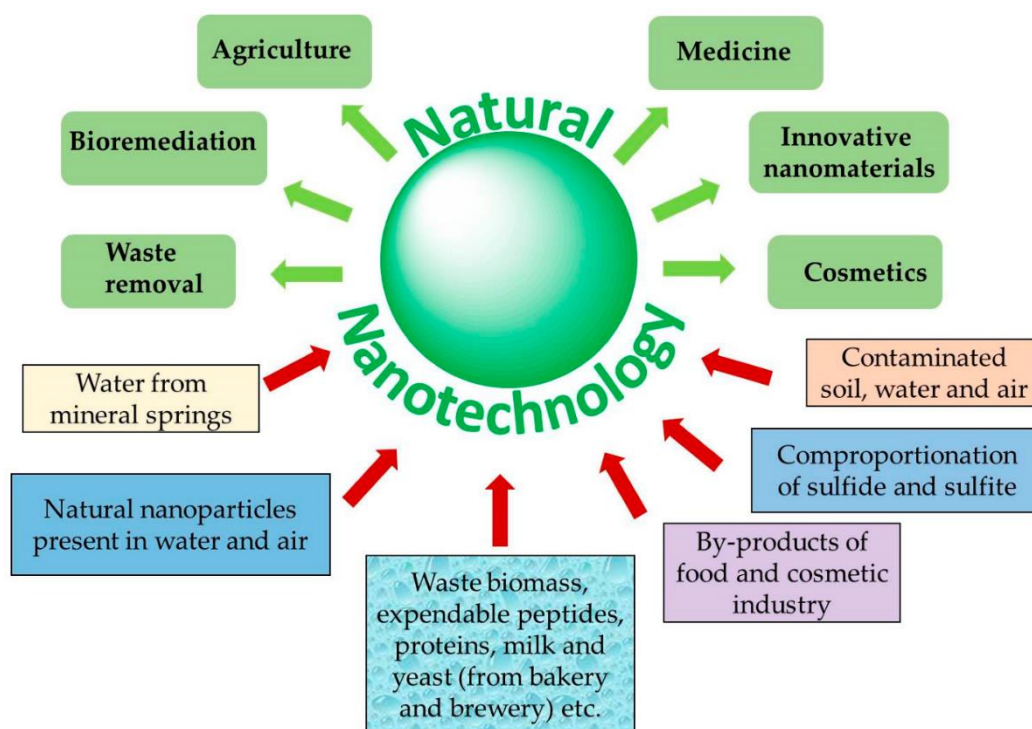 Agriculture
Medicine
Natural
Bioremediation
Innovative
nanomaterials
Waste
removal
Cosmetics
Nanotechnology
Water from
mineral springs
Contaminated
soil, water and air
Natural nanoparticles
present in water and air
Comproportionation
of sulfide and sulfite
Waste biomass,
expendable peptides,
proteins, milk and
yeast (from bakery
and brewery) etc.
By-products of
food and cosmetic
industry